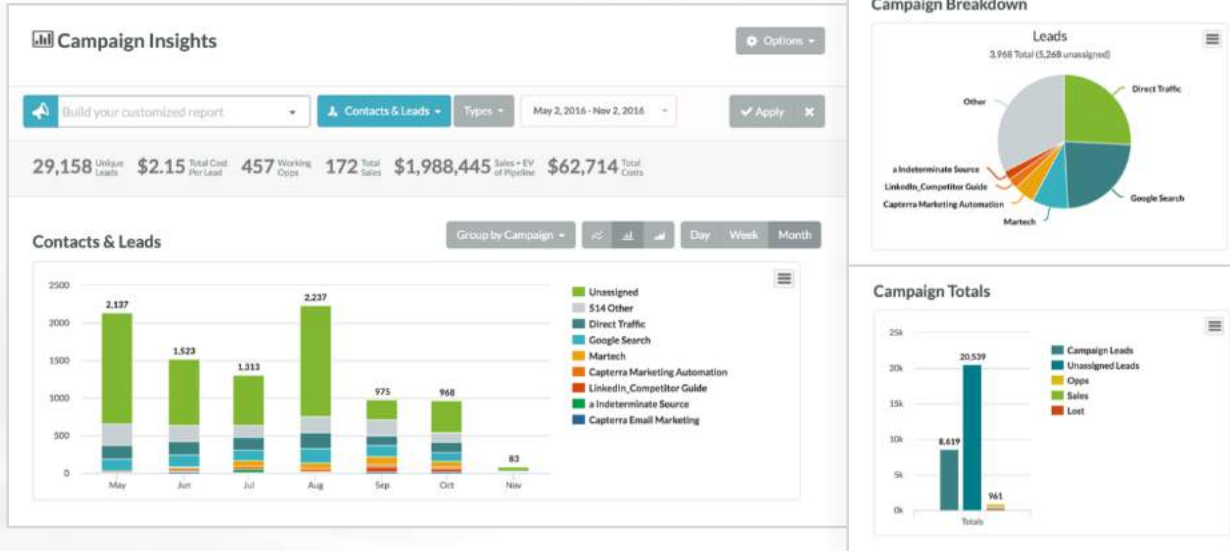 Campaign Insights
Options
Build your customized report
Contacts & Leads
Types
May 2, 2016 - Nov 2, 2016
Apply
29,158 Unique Leads
$2.15 Total Cost Per Lead
457 Working Opps
172 Total Sales
$1,988,445 Sales + EV of Pipeline
$62,714 Total Costs
Contacts & Leads
Group by Campaign
Day
Week
Month
2500
2000
1500
1000
500
0
2,137
1,523
1,313
2,237
975
968
83
May
Jun
Jul
Aug
Sep
Oct
Nov
Unassigned
514 Other
Direct Traffic
Google Search
Martech
Capterra Marketing Automation
LinkedIn_Competitor Guide
a Indeterminate Source
Capterra Email Marketing
Campaign Breakdown
Leads
3,968 Total (5,268 unassigned)
Direct Traffic
Other
a Indeterminate Source
LinkedIn_Competitor Guide
Capterra Marketing Automation
Martech
Google Search
Campaign Totals
25k
20k
15k
10k
5k
0k
8,619
20,539
961
Totals
Campaign Leads
Unassigned Leads
Opps
Sales
Lost